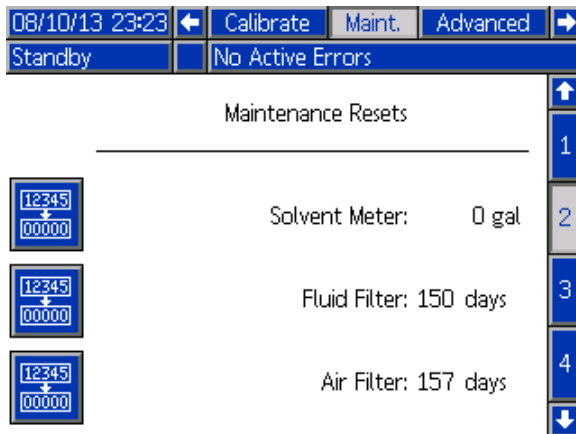 08/10/13 23:23 Calibrate Maint. Advanced
Standby No Active Errors
Maintenance Resets
1
12345
00000
Solvent Meter: 0 gal
2
12345
00000
Fluid Filter: 150 days
3
12345
00000
Air Filter: 157 days
4